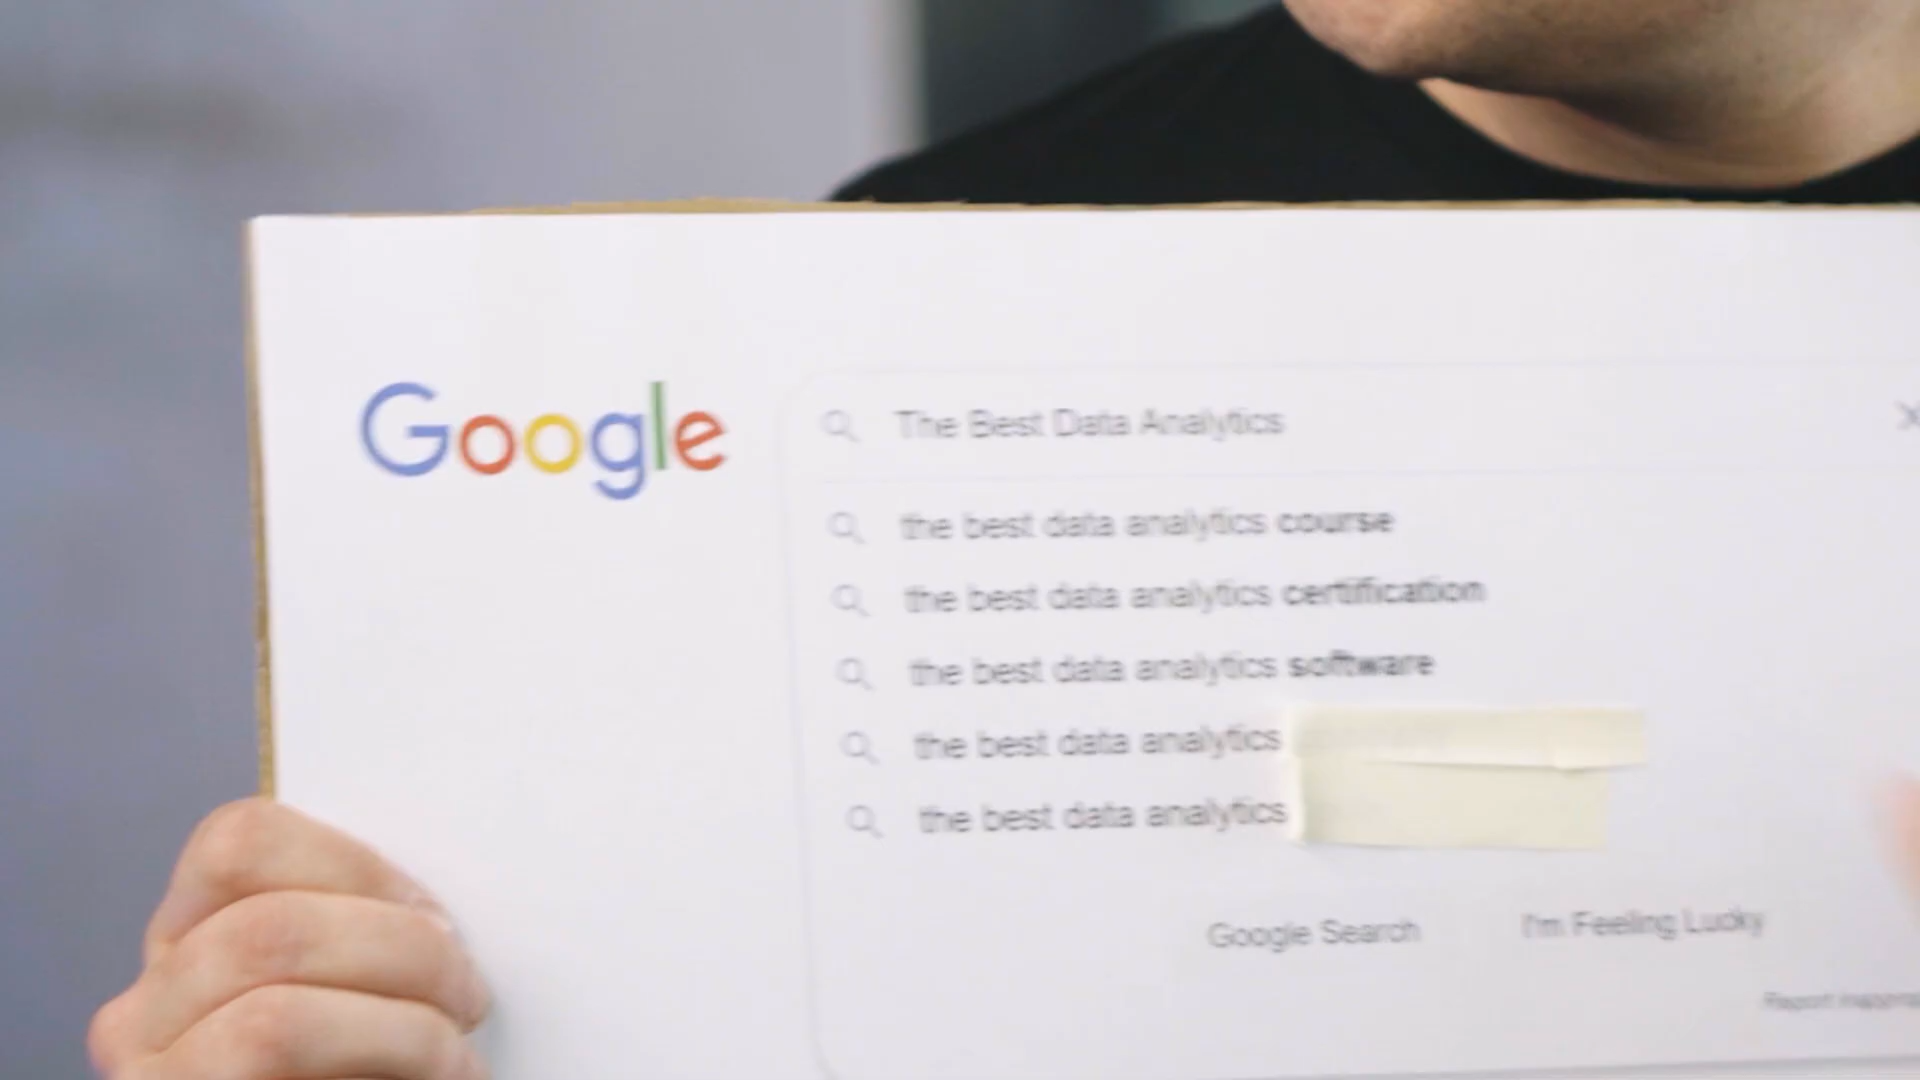 Google
The Best Data Analytics
the best data analytics course
the best data analytics certification
the best data analytics software
the best data analytics
the best data analytics
Google Search
I'm Feeling Lucky
Report